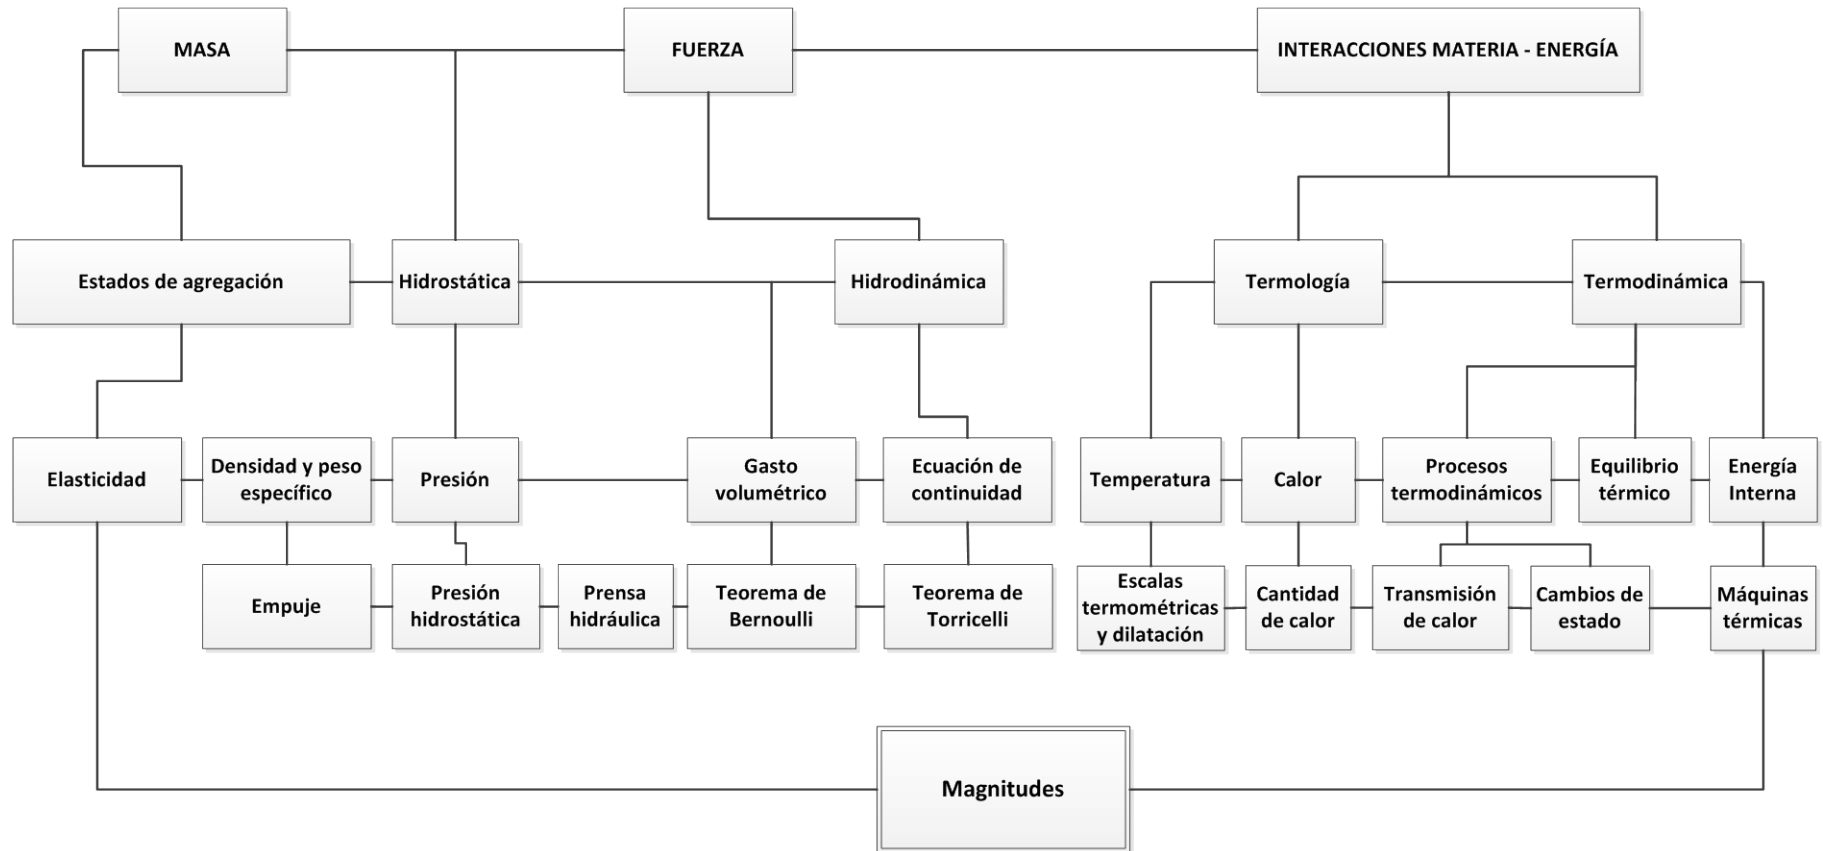 MASA
FUERZA
INTERACCIONES MATERIA - ENERGÍA
Estados de agregación
Hidrostática
Hidrodinámica
Termología
Termodinámica
Elasticidad
Densidad y peso
específico
Presión
Gasto
volumétrico
Ecuación de
continuidad
Temperatura
Calor
Procesos
termodinámicos
Equilibrio
térmico
Energía
Interna
Empuje
Presión
hidrostática
Prensa
hidráulica
Teorema de
Bernoulli
Teorema de
Torricelli
Escalas
termométricas
y dilatación
Cantidad
de calor
Transmisión
de calor
Cambios de
estado
Máquinas
térmicas
Magnitudes